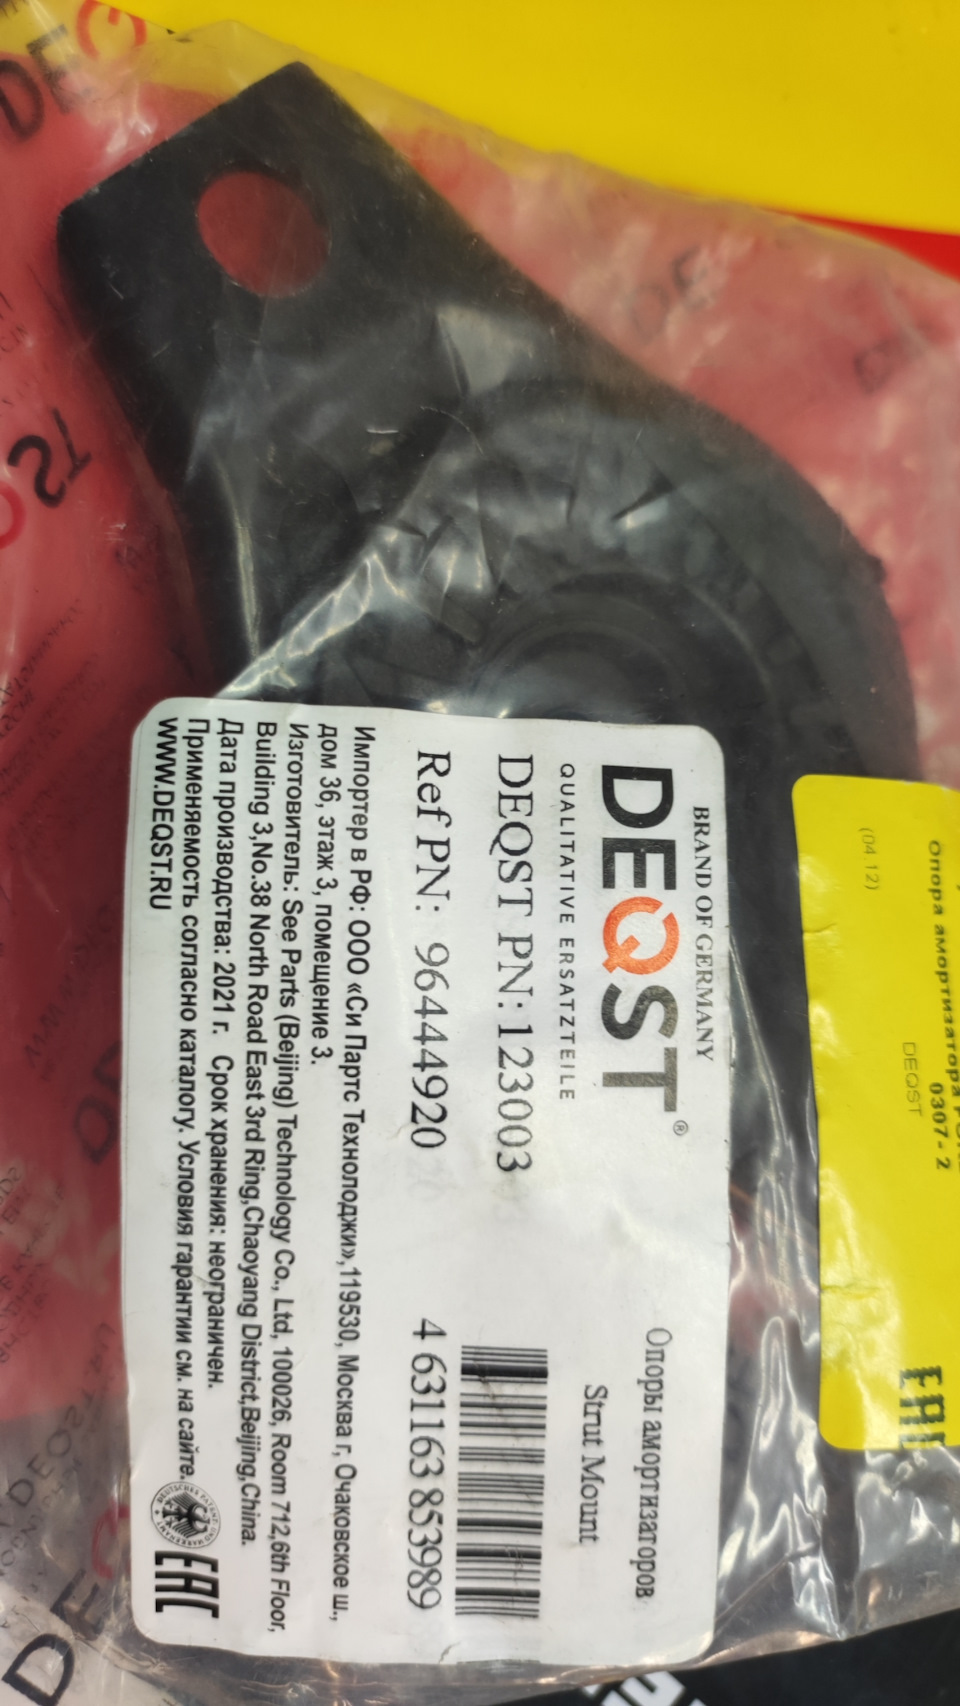 BRAND OF GERMANY
DEQST®
QUALITATIVE ERSATZTEILE
Опоры амортизаторов
Strut Mount
DEQST PN: 123003
Ref PN: 96444920
4 631163 853989
Импортер в РФ: ООО «Си Партс Технолоджи»,119530, Москва г, Очаковское ш.,
дом 36, этаж 3, помещение 3.
Изготовитель: See Parts (Beijing) Technology Co., Ltd, 100026, Room 712,6th Floor,
Building 3,No.38 North Road East 3rd Ring,Chaoyang District,Beijing,China.
Дата производства: 2021 г. Срок хранения: неограничен.
Применяемость согласно каталогу. Условия гарантии см. на сайте.
WWW.DEQST.RU
EAC
Опора амортизатора
0307-2
DEQST
(04.12)
EAC